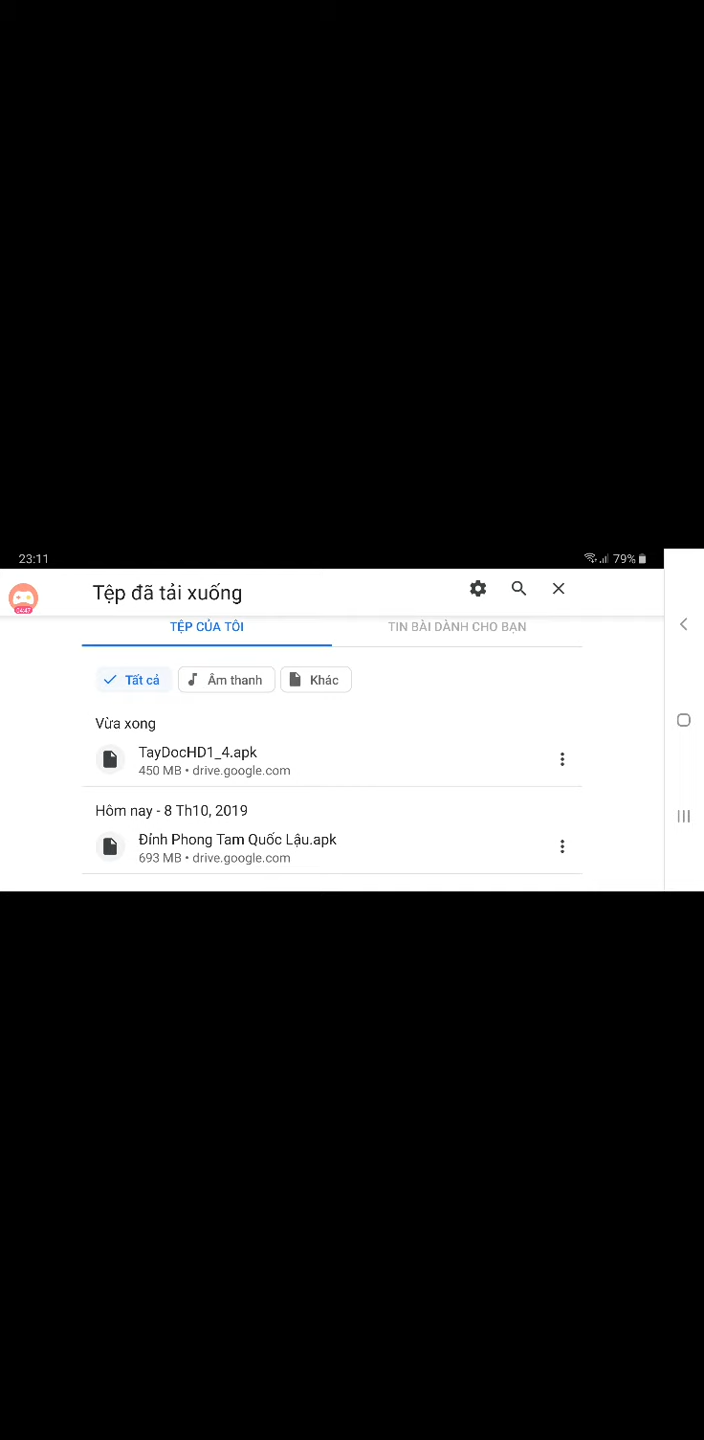 23:11
79%
Tệp đã tải xuống
04:47
TỆP CỦA TÔI
TIN BÀI DÀNH CHO BẠN
Tất cả
Âm thanh
Khác
Vừa xong
TayDocHD1_4.apk
450 MB • drive.google.com
Hôm nay - 8 Th10, 2019
Đỉnh Phong Tam Quốc Lậu.apk
693 MB • drive.google.com